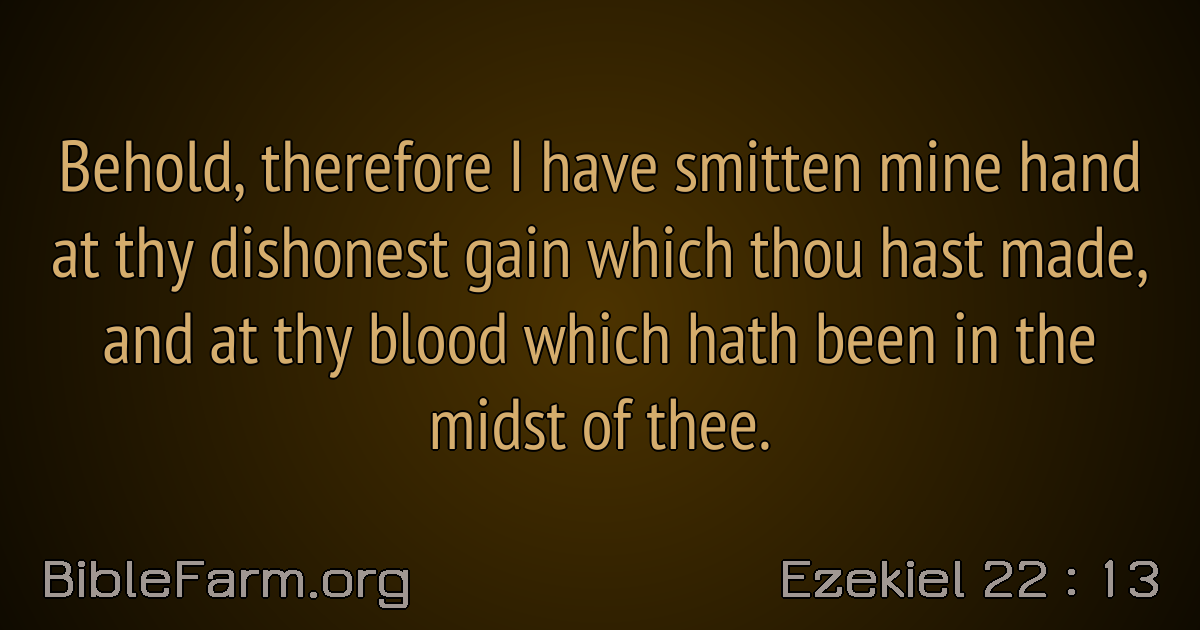 Behold, therefore I have smitten mine hand
at thy dishonest gain which thou hast made,
and at thy blood which hath been in the
midst of thee.
BibleFarm.org
Ezekiel 22 : 13